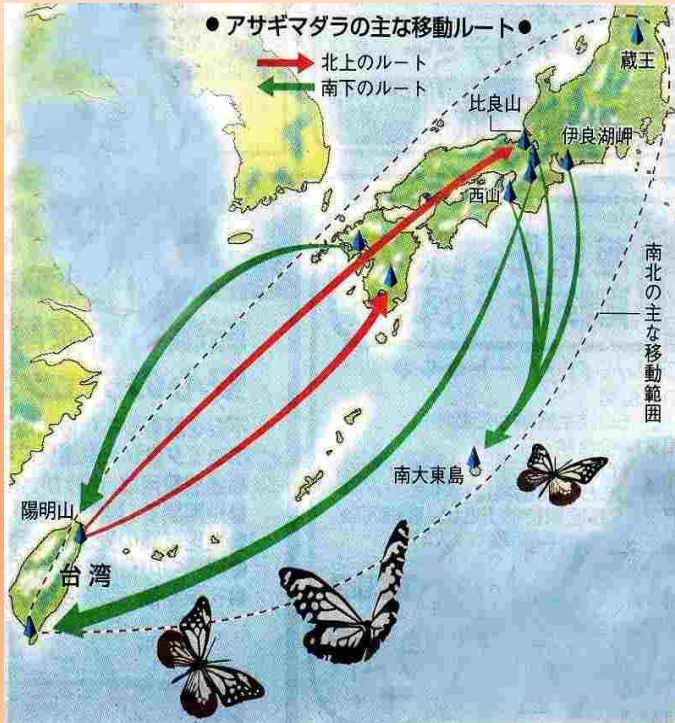 ●アサギマダラの主な移動ルート●
北上のルート
南下のルート
蔵王
比良山
伊良湖岬
西山
南北の主な移動範囲
南大東島
陽明山
台湾